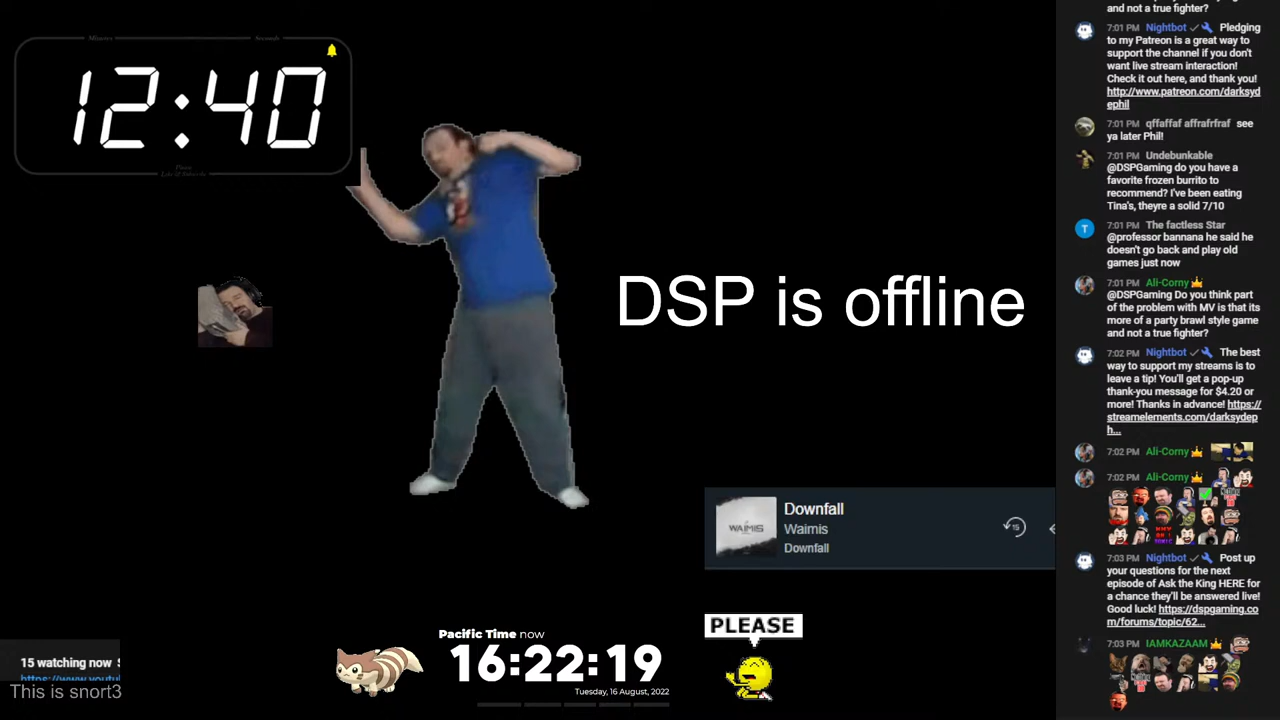 Minutes
Seconds
12:40
Please
Like & Subscribe
DSP is offline
WAIMIS
Downfall
Waimis
Downfall
15
PLEASE
Pacific Time now
16:22:19
Tuesday, 16 August, 2022
15 watching now
https://www.youtu
This is snort3
and not a true fighter?
7:01 PM Nightbot Pledging
to my Patreon is a great way to
support the channel if you don't
want live stream interaction!
Check it out here, and thank you!
http://www.patreon.com/darksyd
ephil
7:01 PM qffaffaf affrafrfraf see
ya later Phil!
7:01 PM Undebunkable
@DSPGaming do you have a
favorite frozen burrito to
recommend? I've been eating
Tina's, theyre a solid 7/10
T
7:01 PM The factless Star
@professor bannana he said he
doesn't go back and play old
games just now
7:01 PM Ali-Corny
@DSPGaming Do you think part
of the problem with MV is that its
more of a party brawl style game
and not a true fighter?
7:02 PM Nightbot The best
way to support my streams is to
leave a tip! You'll get a pop-up
thank-you message for $4.20 or
more! Thanks in advance! https://
streamelements.com/darksydep
h...
7:02 PM Ali-Corny
7:02 PM Ali-Corny
7:03 PM Nightbot Post up
your questions for the next
episode of Ask the King HERE for
a chance they'll be answered live!
Good luck! https://dspgaming.co
m/forums/topic/62...
7:03 PM IAMKAZAAM